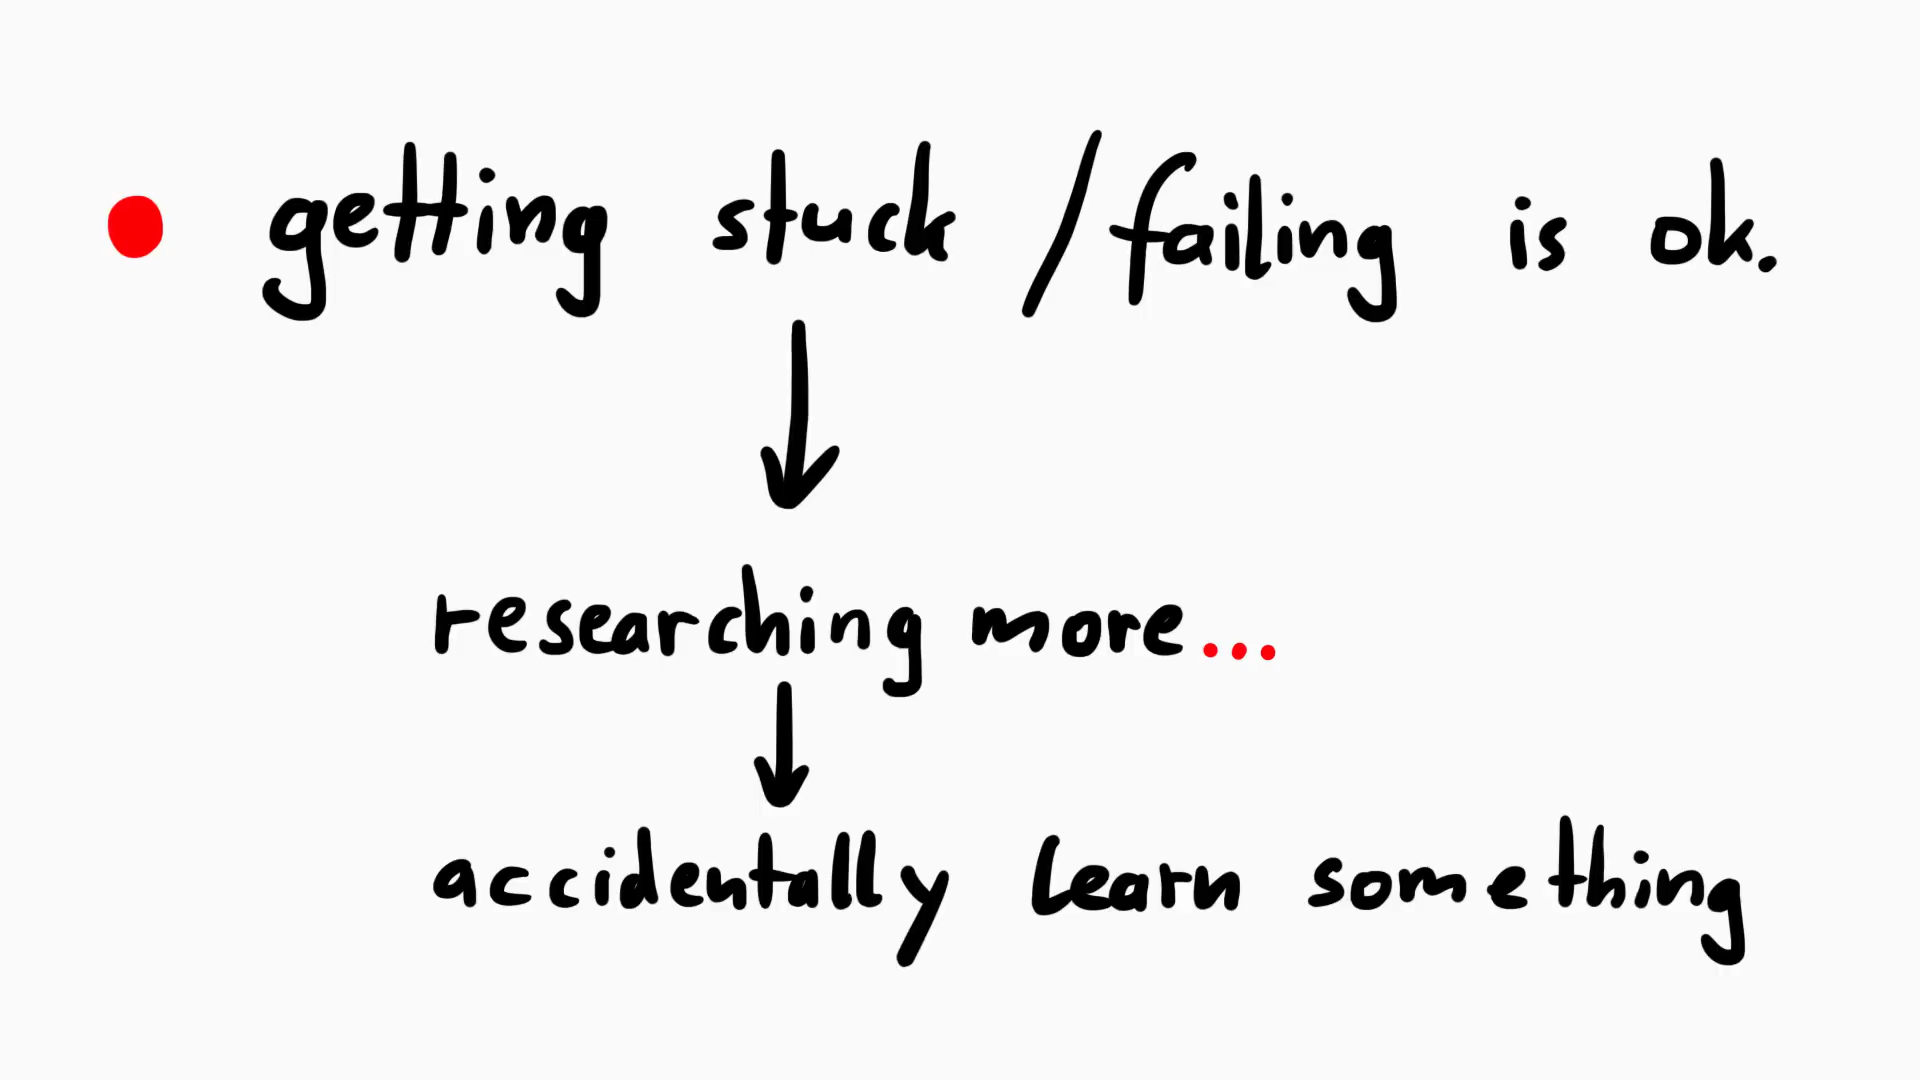 • getting stuck / failing is ok.
↓
researching more...
↓
accidentally learn something